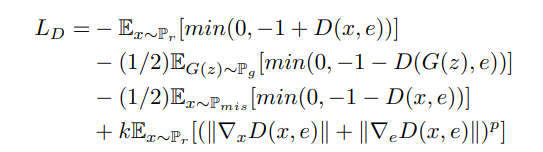 L_D = − 𝔼_{x∼ℙ_r}[min(0, −1 + D(x, e))]
− (1/2)𝔼_{G(z)∼ℙ_g}[min(0, −1 − D(G(z), e))]
− (1/2)𝔼_{x∼ℙ_{mis}}[min(0, −1 − D(x, e))]
+ k𝔼_{x∼ℙ_r}[(‖∇_x D(x, e)‖ + ‖∇_e D(x, e)‖)^p]